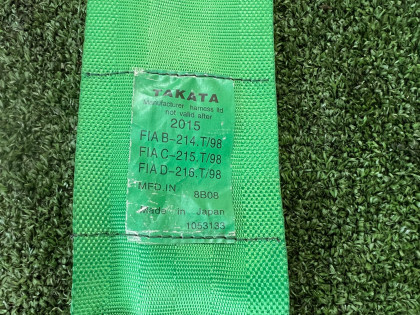 TAKATA
Manufacturer harness ltd
not valid after
2015
FIA B-214.T/98
FIA C-215.T/98
FIA D-216.T/98
MFD IN 8B08
Made in Japan
1053133